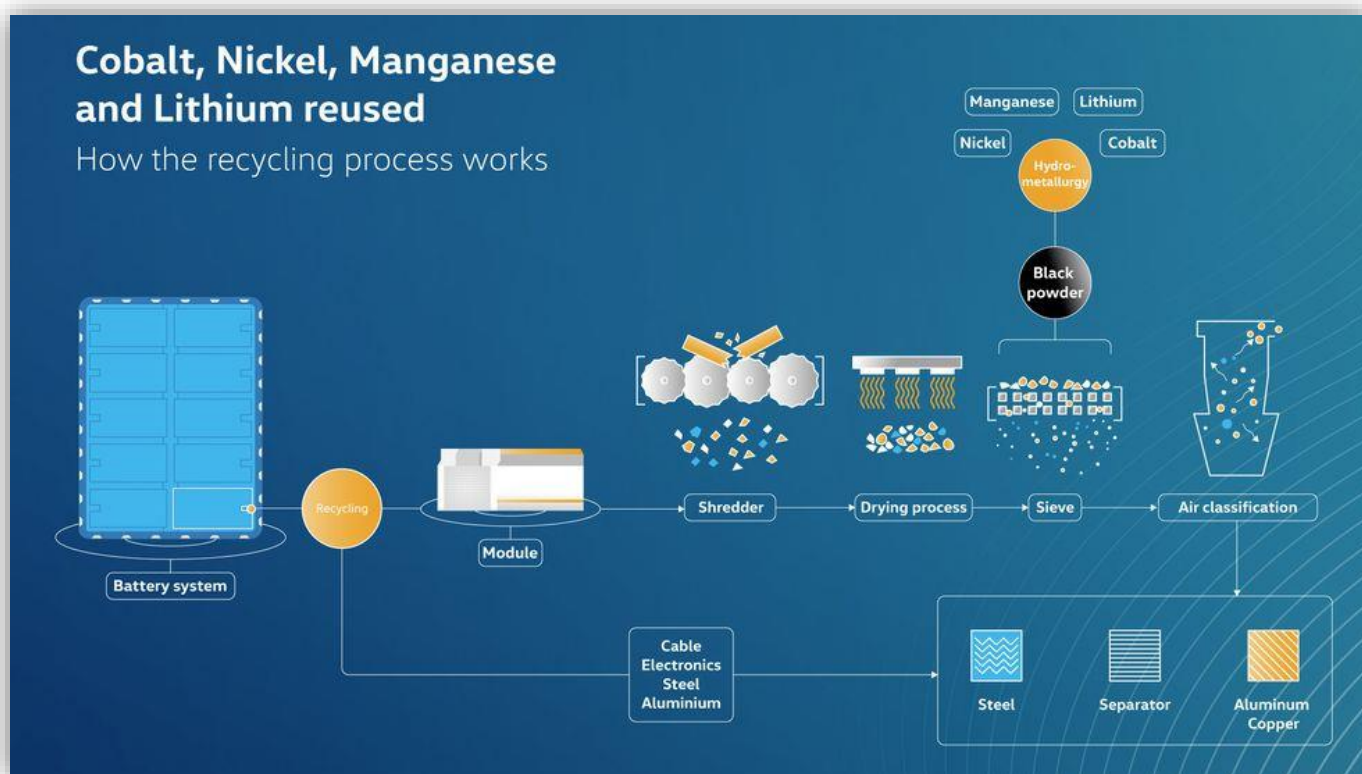 Cobalt, Nickel, Manganese
and Lithium reused
How the recycling process works
Manganese
Lithium
Nickel
Cobalt
Hydro-
metallurgy
Black
powder
Battery system
Recycling
Module
Shredder
Drying process
Sieve
Air classification
Cable
Electronics
Steel
Aluminium
Steel
Separator
Aluminum
Copper